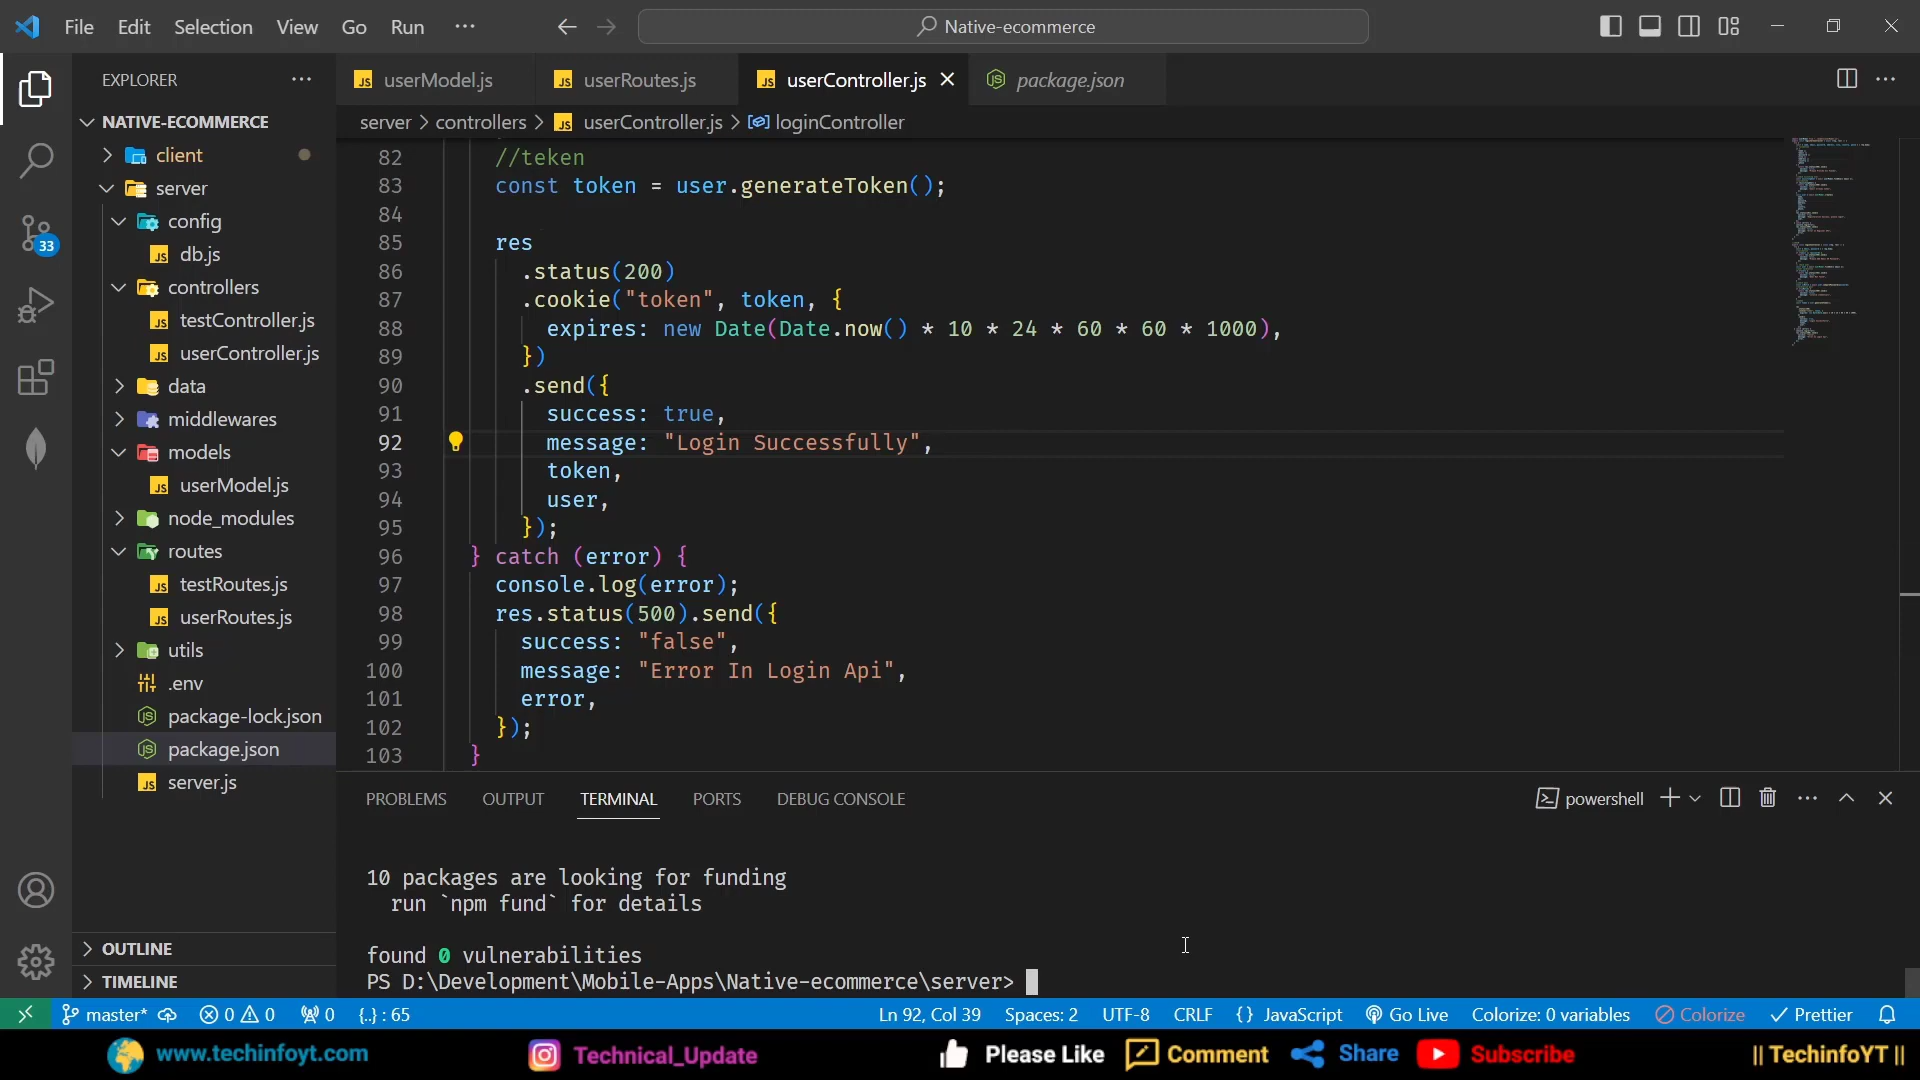 File Edit Selection View Go Run ··· Native-ecommerce
EXPLORER ···
NATIVE-ECOMMERCE
client
server
config
db.js
controllers
testController.js
userController.js
data
middlewares
models
userModel.js
node_modules
routes
testRoutes.js
userRoutes.js
utils
.env
package-lock.json
package.json
server.js
OUTLINE
TIMELINE
33
userModel.js userRoutes.js userController.js package.json
server > controllers > userController.js > loginController
82 //teken
83 const token = user.generateToken();
84
85 res
86 .status(200)
87 .cookie("token", token, {
88 expires: new Date(Date.now() * 10 * 24 * 60 * 60 * 1000),
89 })
90 .send({
91 success: true,
92 message: "Login Successfully",
93 token,
94 user,
95 });
96 } catch (error) {
97 console.log(error);
98 res.status(500).send({
99 success: "false",
100 message: "Error In Login Api",
101 error,
102 });
103 }
PROBLEMS OUTPUT TERMINAL PORTS DEBUG CONSOLE powershell
10 packages are looking for funding
run `npm fund` for details
found 0 vulnerabilities
PS D:\Development\Mobile-Apps\Native-ecommerce\server>
master* 0 0 0 {..} : 65 Ln 92, Col 39 Spaces: 2 UTF-8 CRLF {} JavaScript Go Live Colorize: 0 variables Colorize Prettier
www.techinfoyt.com Technical_Update Please Like Comment Share Subscribe || TechinfoYT ||